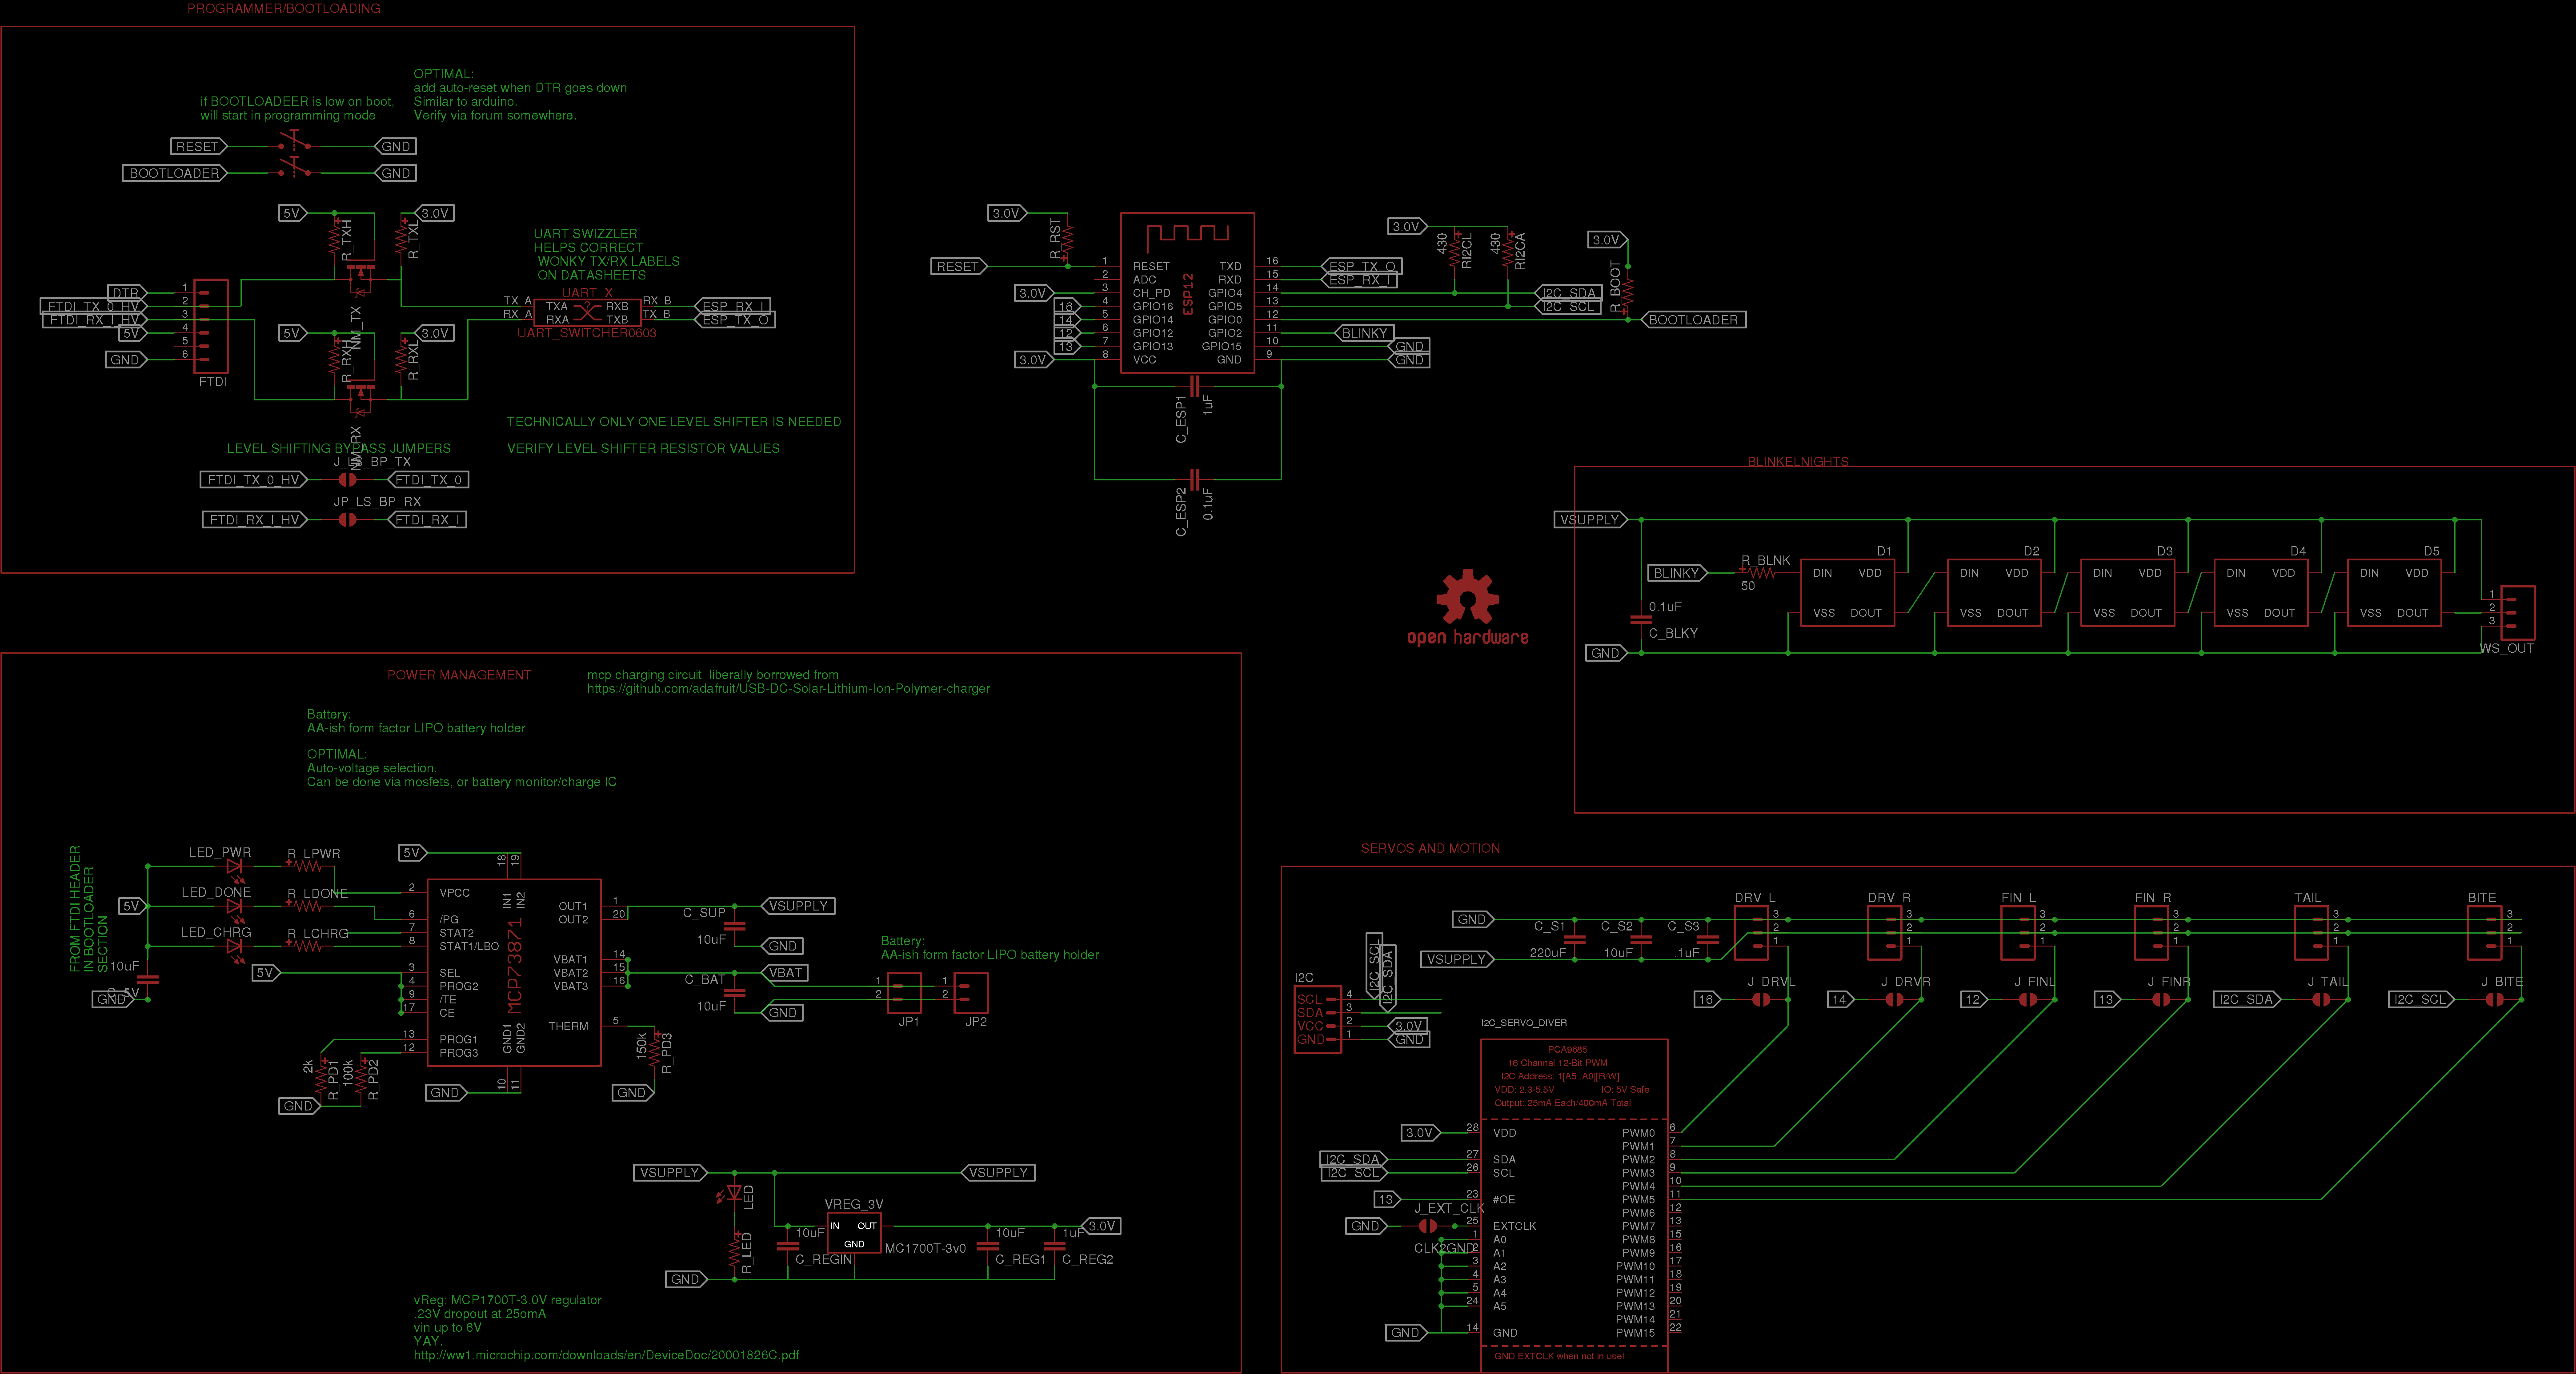 PROGRAMMER/BOOTLOADING
OPTIMAL:
add auto-reset when DTR goes down
Similar to arduino.
Verify via forum somewhere.
if BOOTLOADEER is low on boot,
will start in programming mode
RESET
GND
BOOTLOADER
GND
5V
3.0V
R_TXH
R_TXL
UART SWIZZLER
HELPS CORRECT
WONKY TX/RX LABELS
ON DATASHEETS
DTR
FTDI_TX_0_HV
FTDI_RX_I_HV
5V
GND
1
2
3
4
5
6
FTDI
NM_TX
5V
3.0V
R_RXH
R_RXL
UART_X
TX_A
RX_A
TXA
RXA
RXB
TXB
RX_B
TX_B
ESP_RX_I
ESP_TX_O
UART_SWITCHER0603
TECHNICALLY ONLY ONE LEVEL SHIFTER IS NEEDED
LEVEL SHIFTING BYPASS JUMPERS
VERIFY LEVEL SHIFTER RESISTOR VALUES
FTDI_TX_0_HV
FTDI_TX_0
JP_LS_BP_RX
FTDI_RX_I_HV
FTDI_RX_I
3.0V
R_RST
RESET
3.0V
16
14
12
13
3.0V
1
2
3
4
5
6
7
8
RESET
ADC
CH_PD
GPIO16
GPIO14
GPIO12
GPIO13
VCC
ESP12
TXD
RXD
GPIO4
GPIO5
GPIO0
GPIO2
GPIO15
GND
16
15
14
13
12
11
10
9
ESP_TX_O
ESP_RX_I
BLINKY
GND
GND
3.0V
430
RI2CL
430
RI2CA
I2C_SDA
I2C_SCL
3.0V
R_BOOT
BOOTLOADER
C_ESP1
1uF
C_ESP2
0.1uF
open hardware
BLINKELNIGHTS
VSUPPLY
BLINKY
R_BLNK
50
0.1uF
C_BLKY
GND
D1
DIN VDD
VSS DOUT
D2
DIN VDD
VSS DOUT
D3
DIN VDD
VSS DOUT
D4
DIN VDD
VSS DOUT
D5
DIN VDD
VSS DOUT
1
2
3
WS_OUT
POWER MANAGEMENT
mcp charging circuit liberally borrowed from
https://github.com/adafruit/USB-DC-Solar-Lithium-Ion-Polymer-charger
Battery:
AA-ish form factor LIPO battery holder
OPTIMAL:
Auto-voltage selection.
Can be done via mosfets, or battery monitor/charge IC
FROM FTDI HEADER
IN BOOTLOADER
SECTION
5V
10uF
GND
LED_PWR
R_LPWR
LED_DONE
R_LDONE
LED_CHRG
R_LCHRG
5V
5V
18
19
2
6
7
8
3
4
9
17
13
12
VPCC
/PG
STAT2
STAT1/LBO
SEL
PROG2
/TE
CE
PROG1
PROG3
IN1
IN2
MCP73871
GND1
GND2
10
11
OUT1
OUT2
VBAT1
VBAT2
VBAT3
THERM
1
20
14
15
16
5
2k
R_PD1
100k
R_PD2
GND
GND
150k
R_PD3
GND
C_SUP
10uF
VSUPPLY
GND
C_BAT
10uF
VBAT
GND
Battery:
AA-ish form factor LIPO battery holder
1
2
JP1
1
2
JP2
VSUPPLY
VSUPPLY
LED
R_LED
GND
10uF
C_REGIN
VREG_3V
IN OUT
GND
MC1700T-3v0
10uF
C_REG1
1uF
C_REG2
3.0V
vReg: MCP1700T-3.0V regulator
.23V dropout at 25omA
vin up to 6V
YAY.
http://ww1.microchip.com/downloads/en/DeviceDoc/20001826C.pdf
SERVOS AND MOTION
GND
VSUPPLY
C_S1
220uF
C_S2
10uF
C_S3
.1uF
DRV_L
3
2
1
DRV_R
3
2
1
FIN_L
3
2
1
FIN_R
3
2
1
TAIL
3
2
1
BITE
3
2
1
16
J_DRVL
14
J_DRVR
12
J_FINL
13
J_FINR
I2C_SDA
J_TAIL
I2C_SCL
J_BITE
I2C
SCL
SDA
VCC
GND
4
3
2
1
I2C_SCL
I2C_SDA
3.0V
GND
I2C_SERVO_DIVER
PCA9685
16 Channel 12-Bit PWM
I2C Address: 1[A5..A0][R/W]
VDD: 2.3-5.5V IO: 5V Safe
Output: 25mA Each/400mA Total
3.0V
I2C_SDA
I2C_SCL
13
GND
J_EXT_CLK
CLK2GND
GND
28
27
26
23
25
1
2
3
4
5
24
14
VDD
SDA
SCL
#OE
EXTCLK
A0
A1
A2
A3
A4
A5
GND
PWM0
PWM1
PWM2
PWM3
PWM4
PWM5
PWM6
PWM7
PWM8
PWM9
PWM10
PWM11
PWM12
PWM13
PWM14
PWM15
6
7
8
9
10
11
12
13
15
16
17
18
19
20
21
22
GND EXTCLK when not in use!